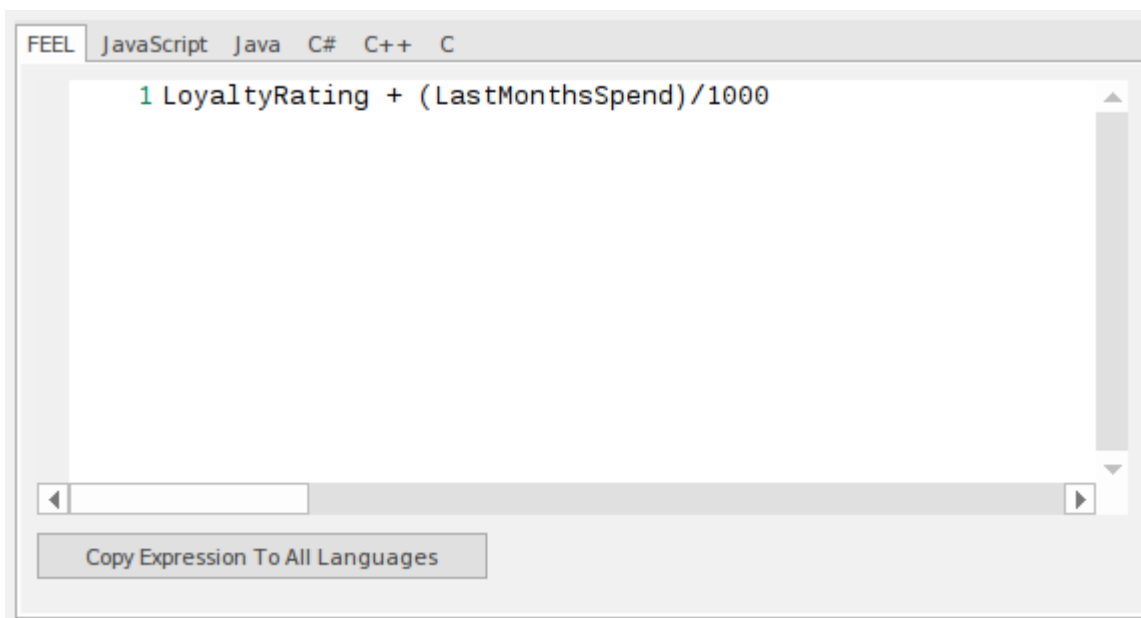 FEEL JavaScript Java C# C++ C
1 LoyaltyRating + (LastMonthsSpend)/1000
Copy Expression To All Languages